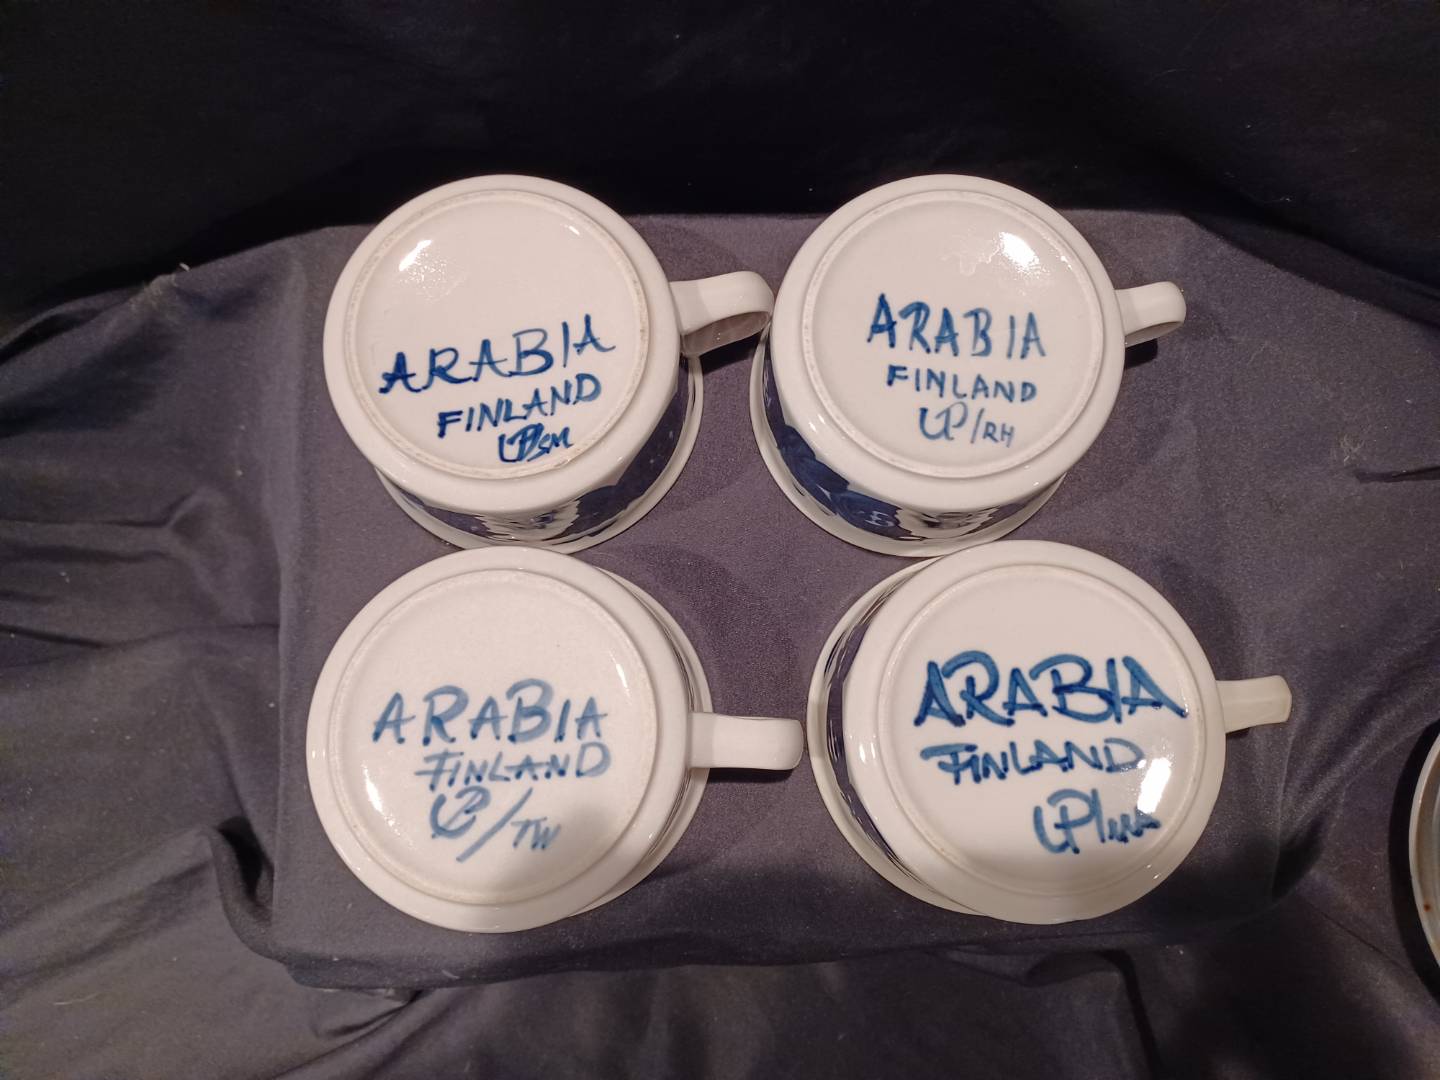 ARABIA
FINLAND
UP/SM
ARABIA
FINLAND
UP/RH
ARABIA
FINLAND
UP/TW
ARABIA
FINLAND